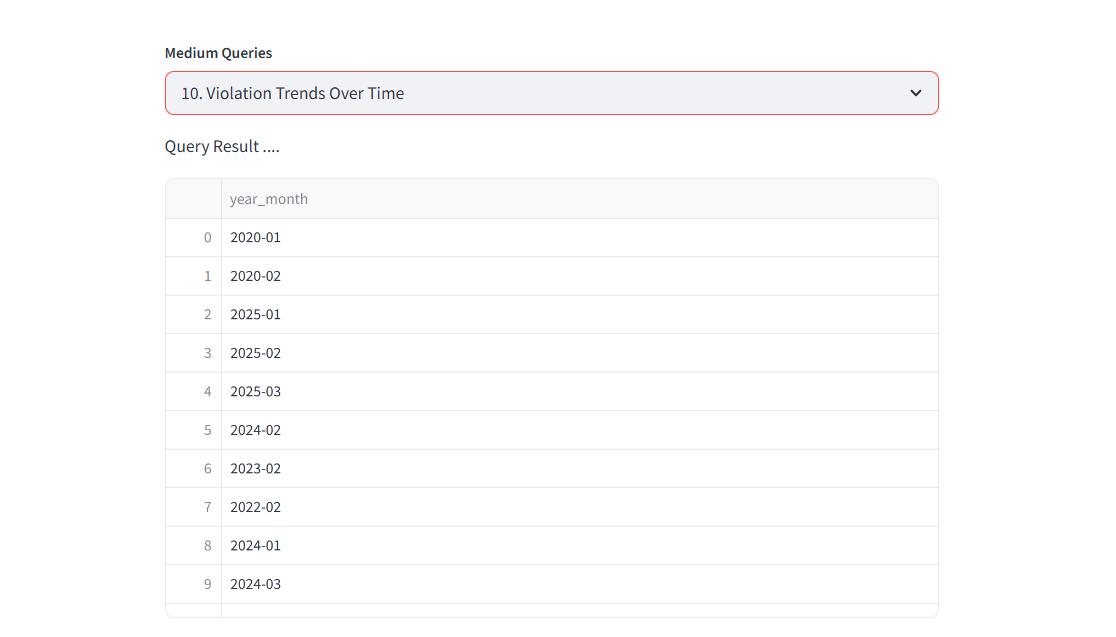 Medium Queries
10. Violation Trends Over Time
Query Result ....
year_month
0 2020-01
1 2020-02
2 2025-01
3 2025-02
4 2025-03
5 2024-02
6 2023-02
7 2022-02
8 2024-01
9 2024-03